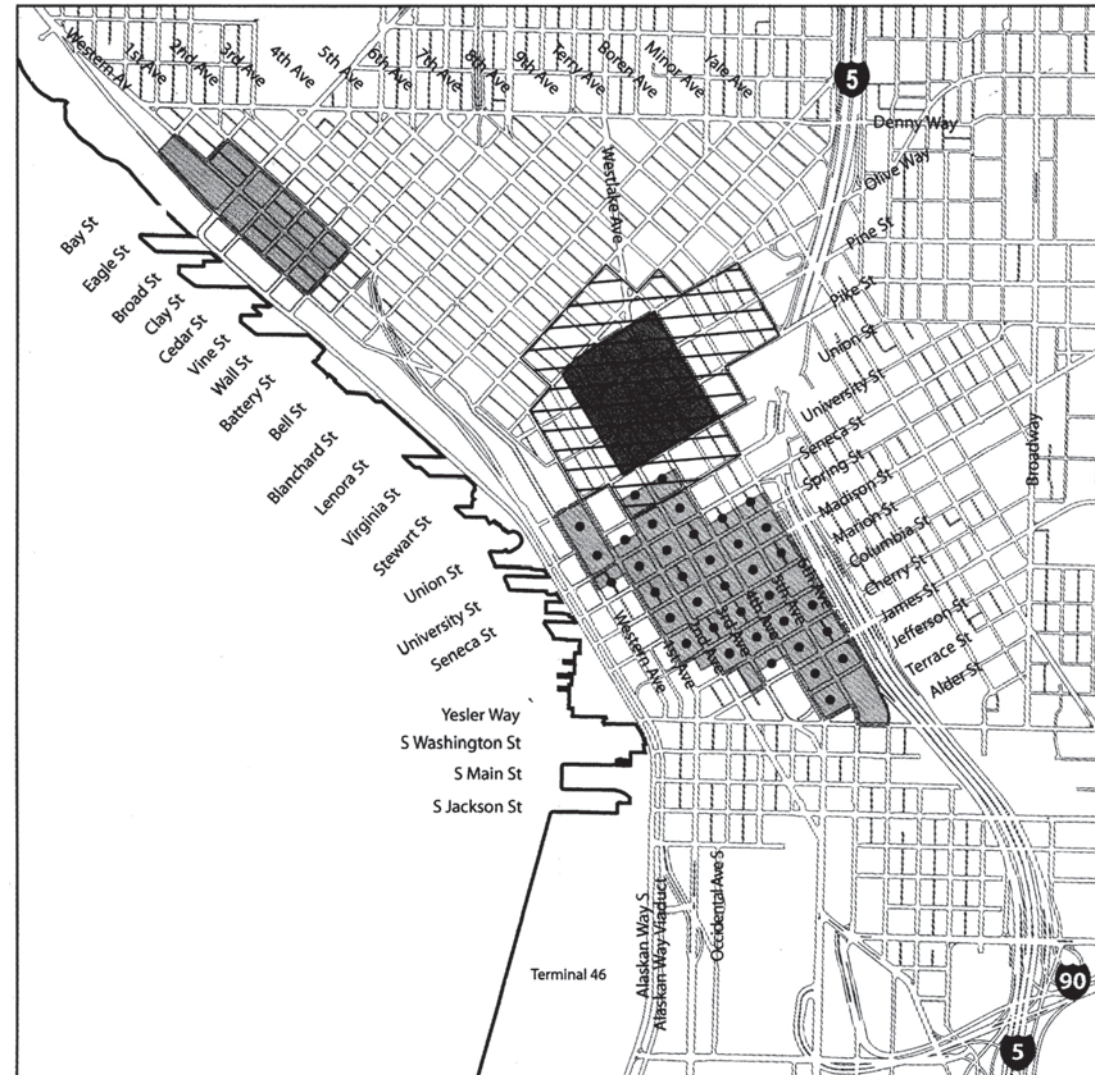 Western Av
1st Ave
2nd Ave
3rd Ave
4th Ave
5th Ave
6th Ave
7th Ave
8th Ave
9th Ave
Terry Ave
Boren Ave
Minor Ave
Yale Ave
5
Denny Way
Olive Way
Westlake Ave
Pine St
Pike St
Union St
University St
Seneca St
Spring St
Madison St
Marion St
Columbia St
Cherry St
James St
Jefferson St
Terrace St
Alder St
Broadway
Bay St
Eagle St
Broad St
Clay St
Cedar St
Vine St
Wall St
Battery St
Bell St
Blanchard St
Lenora St
Virginia St
Stewart St
Union St
University St
Seneca St
Western Ave
1st Ave
2nd Ave
3rd Ave
4th Ave
5th Ave
6th Ave
Yesler Way
S Washington St
S Main St
S Jackson St
Terminal 46
Alaskan Way S
Alaskan Way Viaduct
Occidental Ave S
90
5